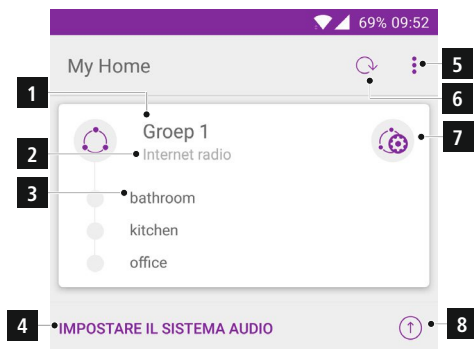 69% 09:52
My Home
5
6
1
Groep 1
7
2
Internet radio
3
bathroom
kitchen
office
4
IMPOSTARE IL SISTEMA AUDIO
8